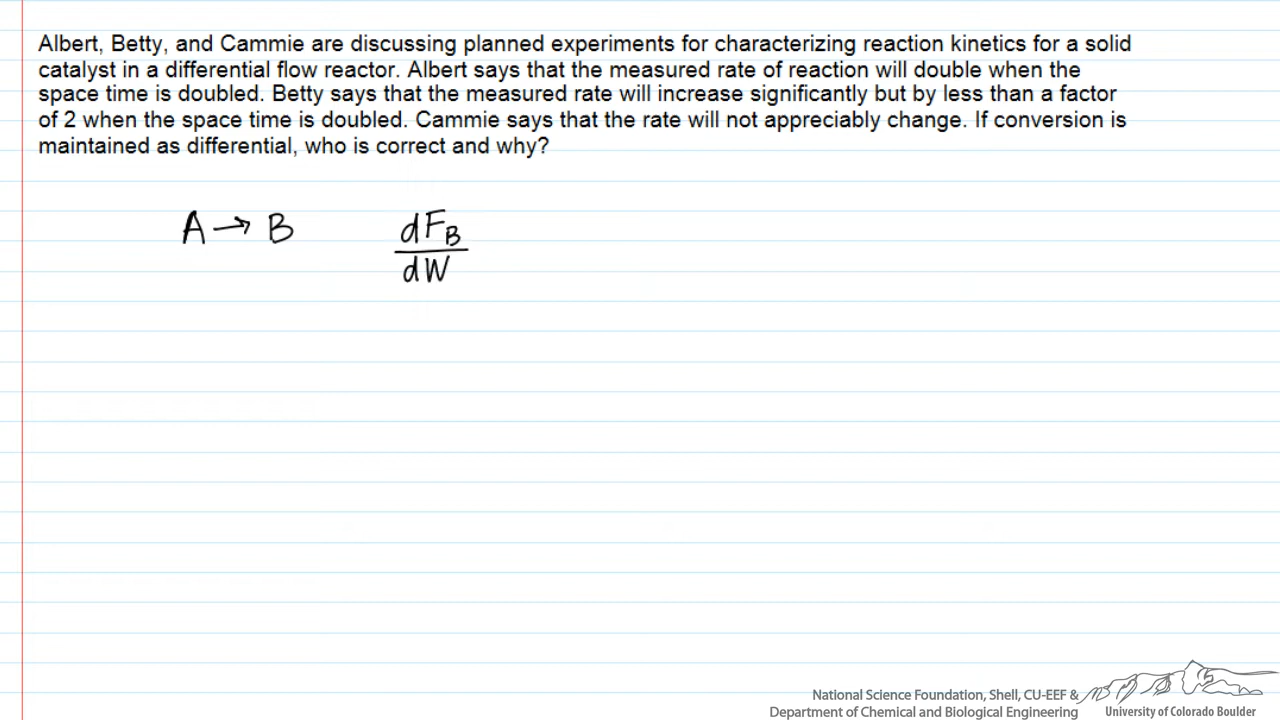 Albert, Betty, and Cammie are discussing planned experiments for characterizing reaction kinetics for a solid
catalyst in a differential flow reactor. Albert says that the measured rate of reaction will double when the
space time is doubled. Betty says that the measured rate will increase significantly but by less than a factor
of 2 when the space time is doubled. Cammie says that the rate will not appreciably change. If conversion is
maintained as differential, who is correct and why?
A → B
dF_B
dW
National Science Foundation, Shell, CU-EEF &
Department of Chemical and Biological Engineering
University of Colorado Boulder